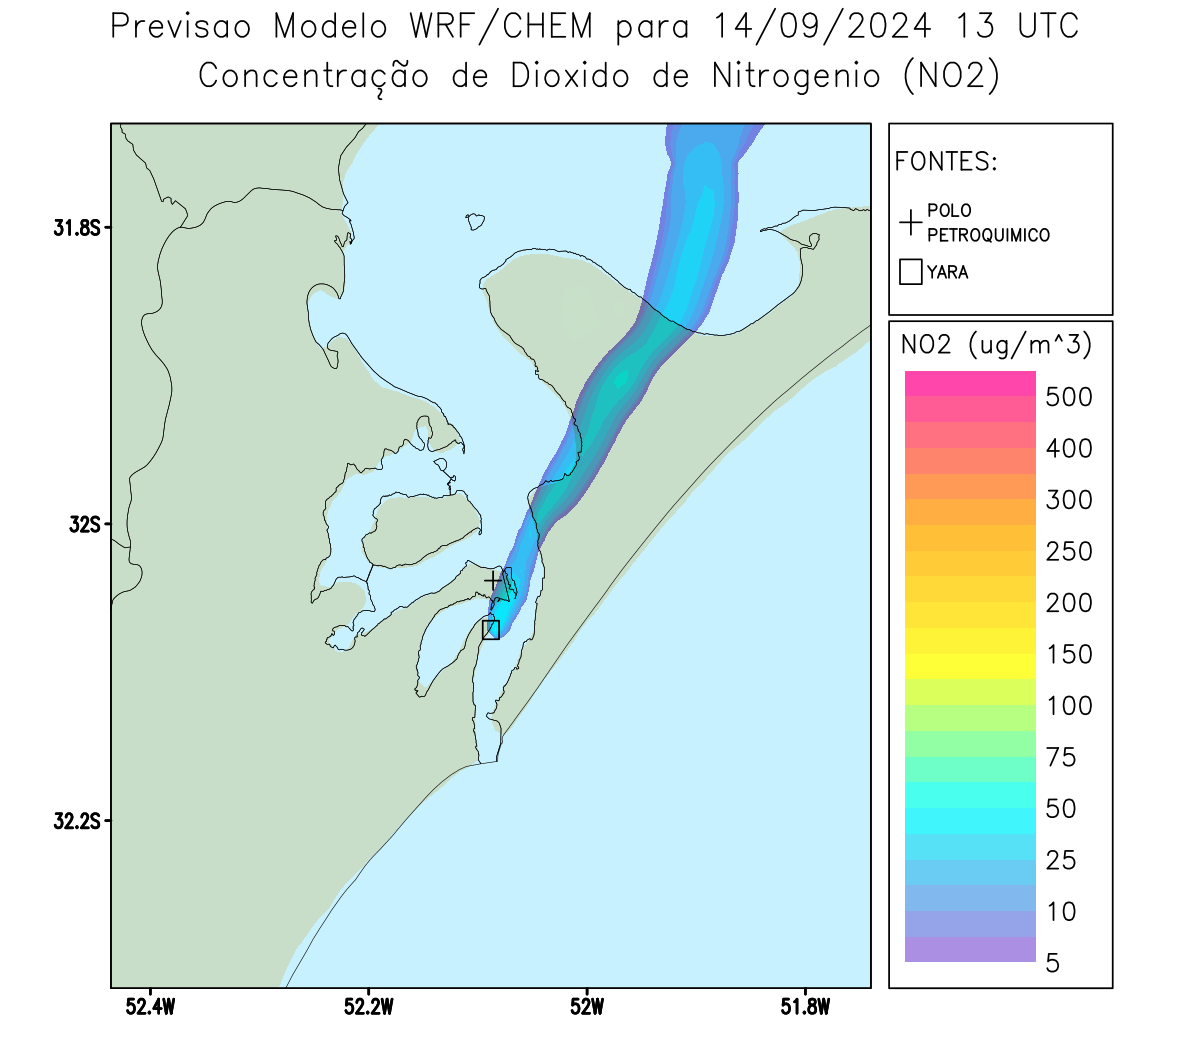 Previsao Modelo WRF/CHEM para 14/09/2024 13 UTC
Concentração de Dioxido de Nitrogenio (NO2)
FONTES:
POLO
PETROQUIMICO
YARA
NO2 (ug/m^3)
500
400
300
250
200
150
100
75
50
25
10
5
31.8S
32S
32.2S
52.4W
52.2W
52W
51.8W